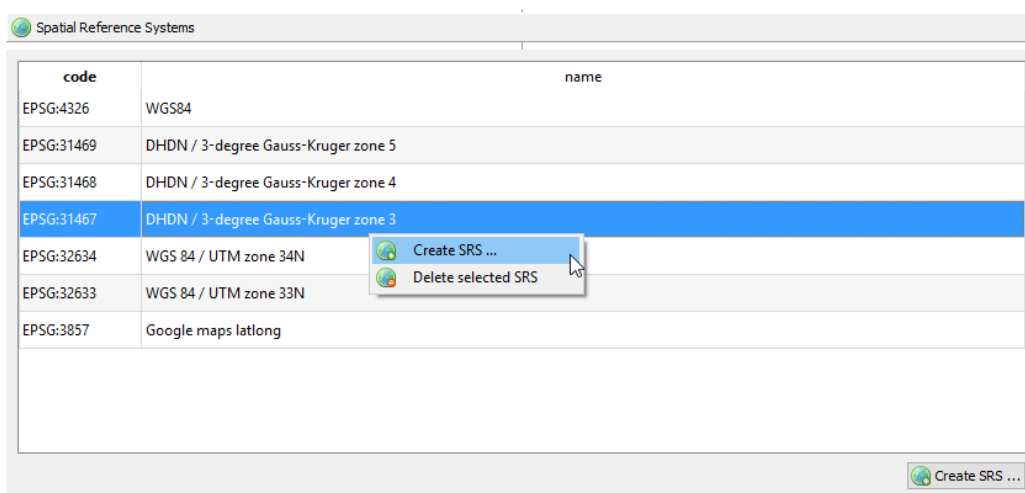 Spatial Reference Systems
code name
EPSG:4326 WGS84
EPSG:31469 DHDN / 3-degree Gauss-Kruger zone 5
EPSG:31468 DHDN / 3-degree Gauss-Kruger zone 4
EPSG:31467 DHDN / 3-degree Gauss-Kruger zone 3
EPSG:32634 WGS 84 / UTM zone 34N
Create SRS ...
Delete selected SRS
EPSG:32633 WGS 84 / UTM zone 33N
EPSG:3857 Google maps latlong
Create SRS ...